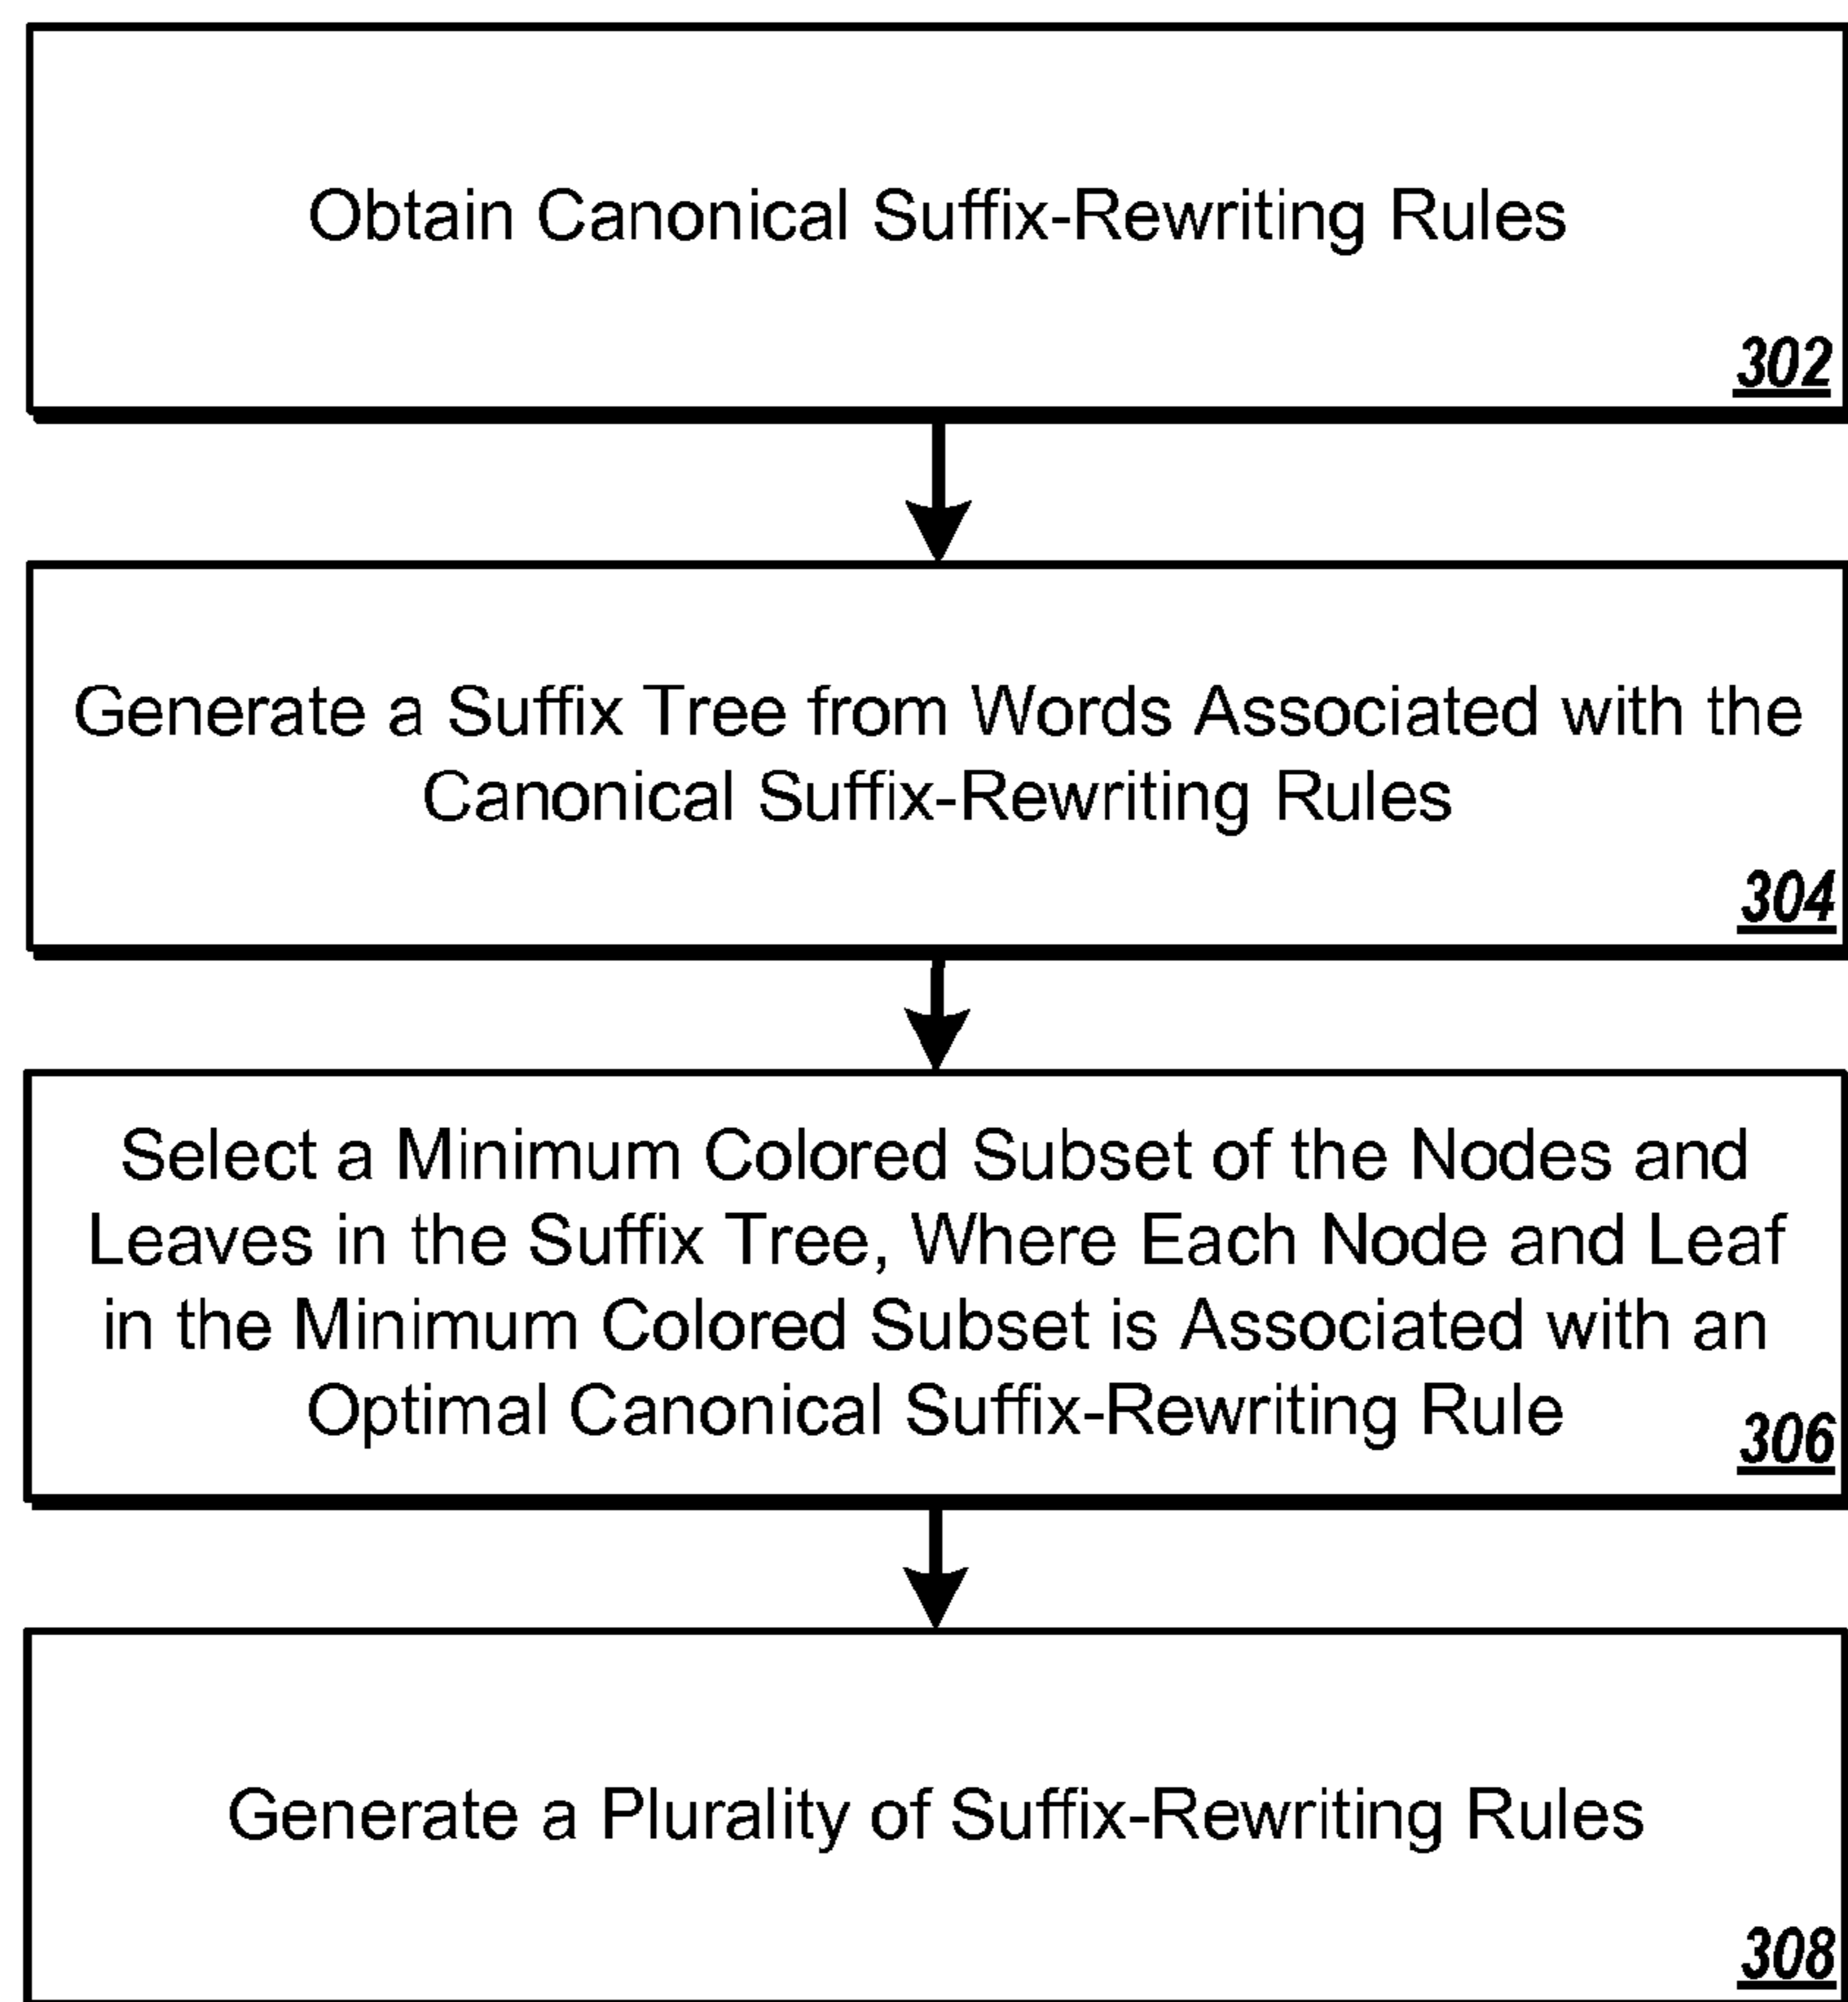 Obtain Canonical Suffix-Rewriting Rules
302
Generate a Suffix Tree from Words Associated with the
Canonical Suffix-Rewriting Rules
304
Select a Minimum Colored Subset of the Nodes and
Leaves in the Suffix Tree, Where Each Node and Leaf
in the Minimum Colored Subset is Associated with an
Optimal Canonical Suffix-Rewriting Rule
306
Generate a Plurality of Suffix-Rewriting Rules
308